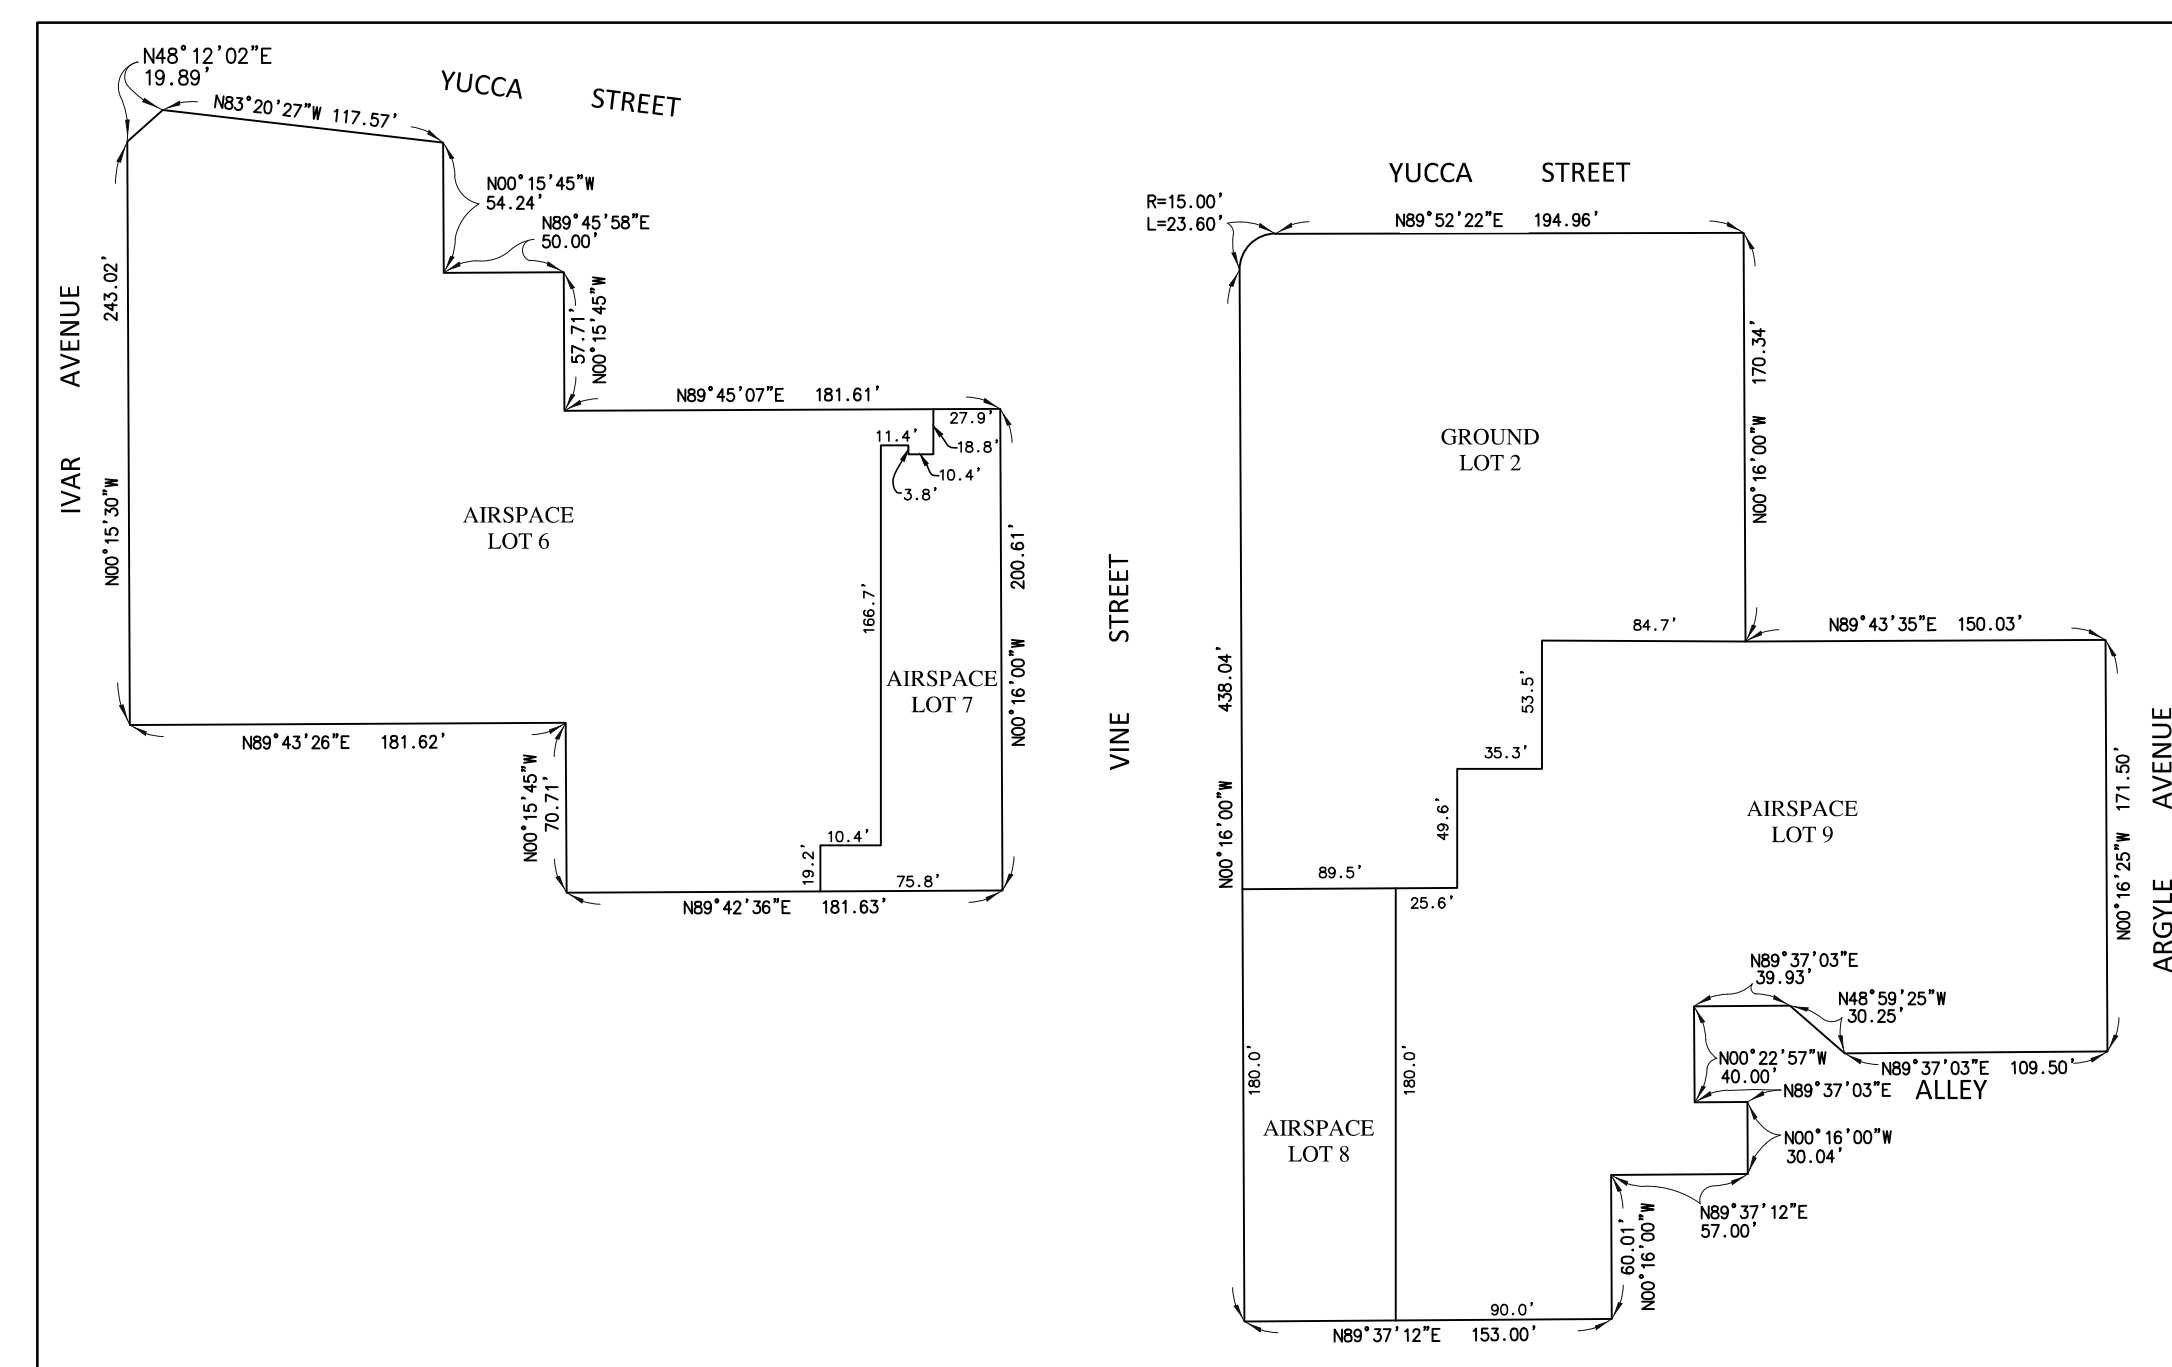 N48°12'02"E
19.89'
N83°20'27"W 117.57'
YUCCA STREET
N00°15'45"W
54.24'
N89°45'58"E
50.00'
57.71'
N00°15'45"W
IVAR AVENUE
N00°15'30"W 243.02'
N89°45'07"E 181.61'
27.9'
11.4'
18.8'
10.4'
3.8'
AIRSPACE
LOT 6
166.7'
AIRSPACE
LOT 7
N00°16'00"W 200.61'
N89°43'26"E 181.62'
N00°15'45"W
70.71'
19.2'
10.4'
75.8'
N89°42'36"E 181.63'
VINE STREET
YUCCA STREET
R=15.00'
L=23.60'
N89°52'22"E 194.96'
GROUND
LOT 2
N00°16'00"W 170.34'
N00°16'00"W 438.04'
84.7'
N89°43'35"E 150.03'
53.5'
35.3'
49.6'
89.5'
25.6'
AIRSPACE
LOT 9
N00°16'25"W 171.50'
ARGYLE AVENUE
N89°37'03"E
39.93'
N48°59'25"W
30.25'
N00°22'57"W
40.00'
N89°37'03"E 109.50'
N89°37'03"E
ALLEY
N00°16'00"W
30.04'
180.0'
180.0'
AIRSPACE
LOT 8
N89°37'12"E
57.00'
60.01'
N00°16'00"W
90.0'
N89°37'12"E 153.00'